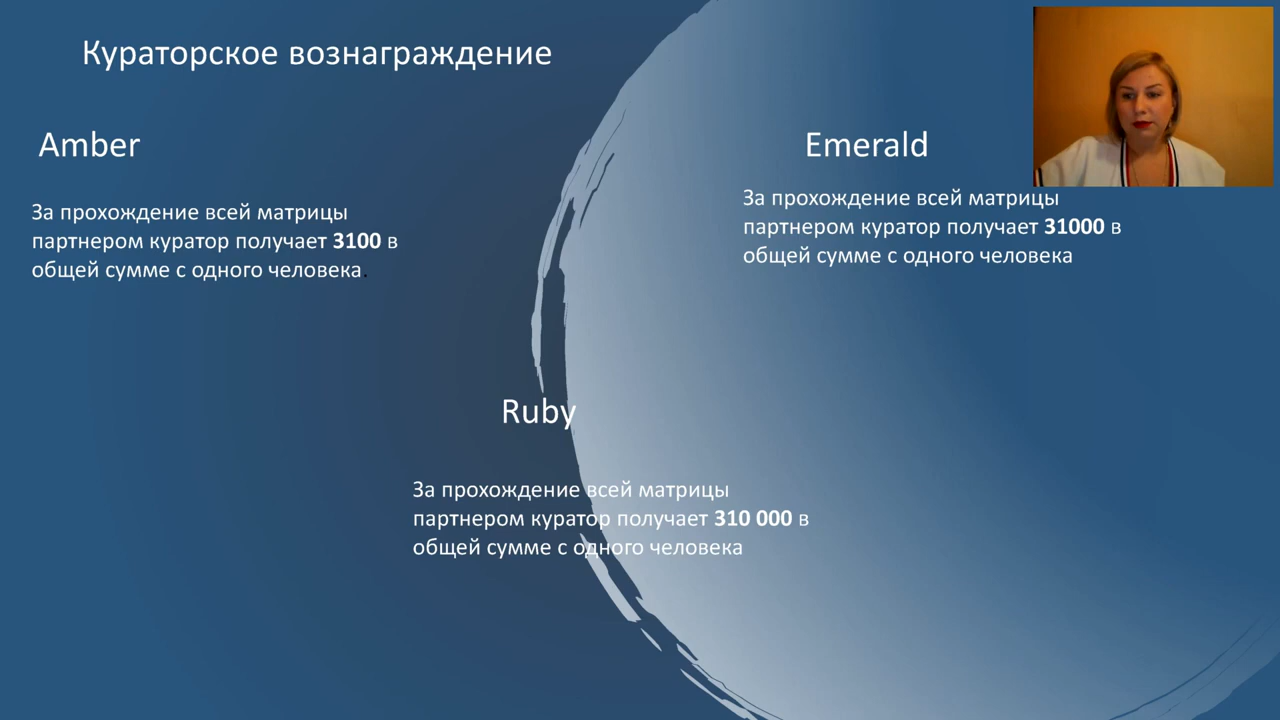 Кураторское вознаграждение
Amber
За прохождение всей матрицы
партнером куратор получает 3100 в
общей сумме с одного человека.
Emerald
За прохождение всей матрицы
партнером куратор получает 31000 в
общей сумме с одного человека
Ruby
За прохождение всей матрицы
партнером куратор получает 310 000 в
общей сумме с одного человека